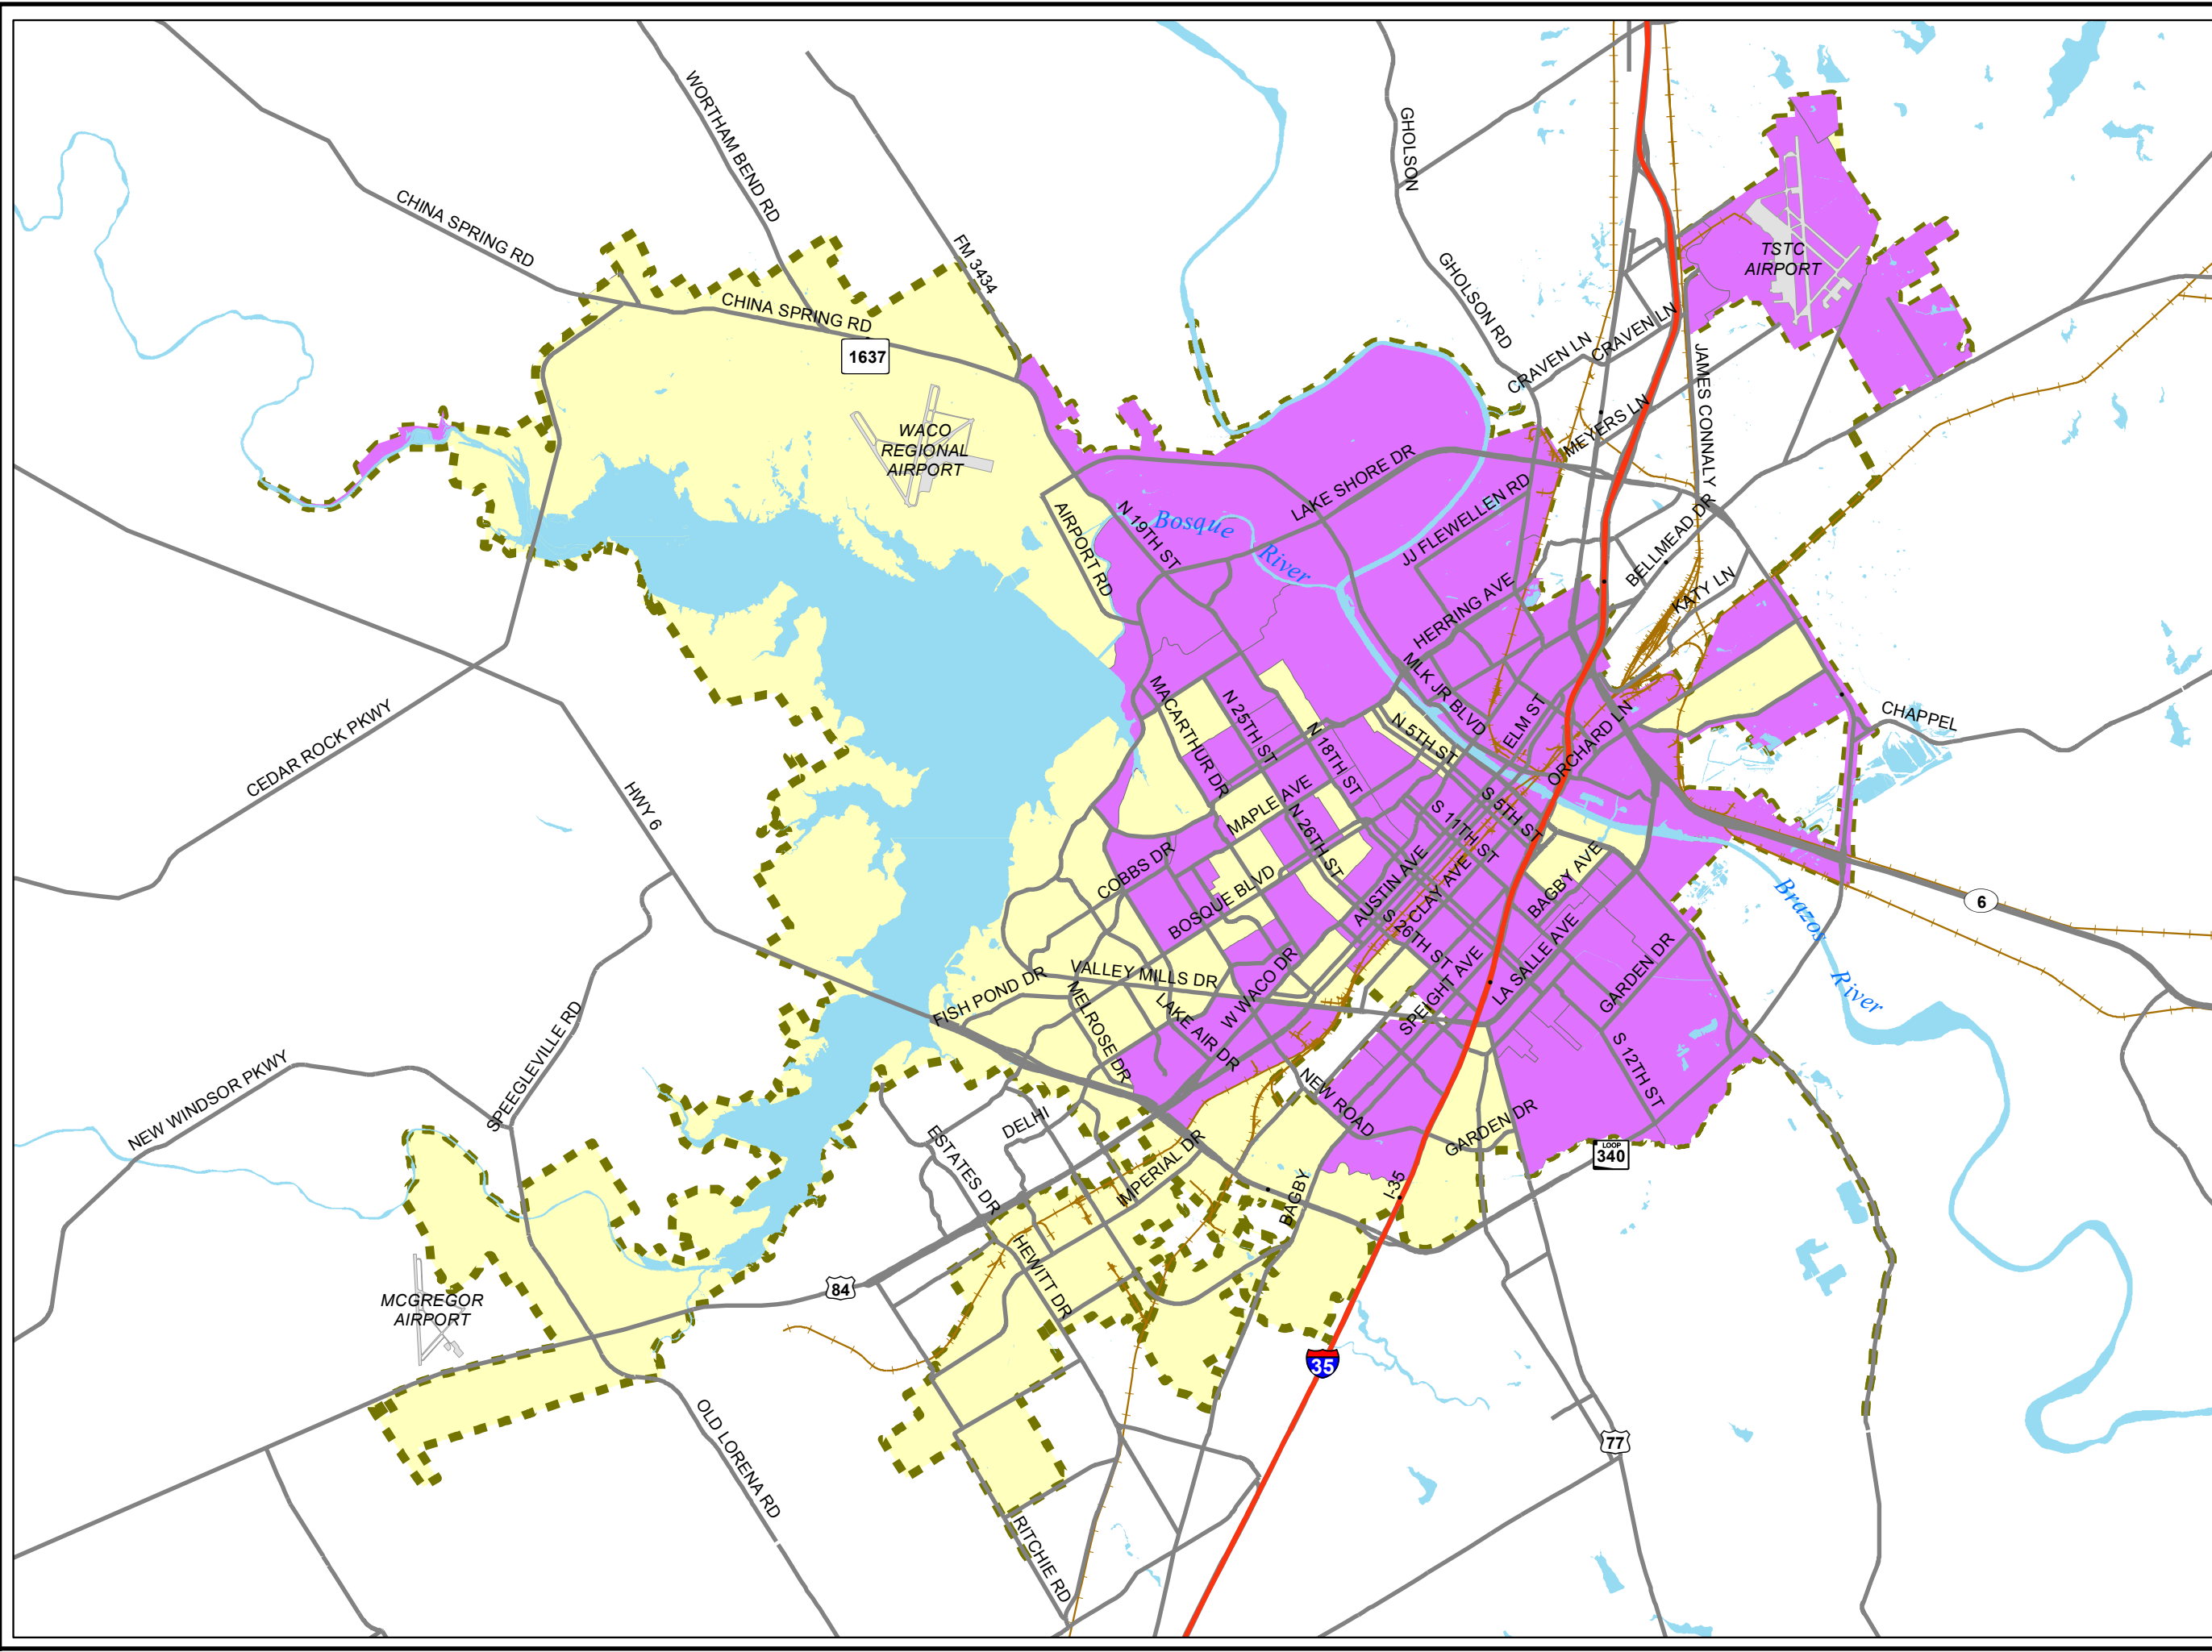 WORTHAM BEND RD
GHOLSON
CHINA SPRING RD
FM 3434
TSTC
AIRPORT
GHOLSON RD
CHINA SPRING RD
1637
CRAVEN LN
CRAVEN LN
JAMES CONNALY
WACO
REGIONAL
AIRPORT
MEYERS LN
LAKE SHORE DR
N 19TH ST
Bosque
River
AIRPORT RD
JJ FLEWELLEN RD
BELLMEAD DR
KATY LN
HERRING AVE
MLK JR BLVD
MACARTHUR DR
N 25TH ST
N 18TH ST
N 5TH ST
ELM ST
ORCHARD LN
CHAPPEL
CEDAR ROCK PKWY
HWY 6
MAPLE AVE
N 26TH ST
S 5TH ST
S 11TH ST
COBBS DR
BOSQUE BLVD
AUSTIN AVE
CLAY AVE
BAGBY AVE
Brazos
River
6
S 26TH ST
LA SALLE AVE
GARDEN DR
SPEIGHT AVE
VALLEY MILLS DR
FISH POND DR
MELROSE DR
LAKE AIR DR
W WACO DR
S 12TH ST
NEW WINDSOR PKWY
SPEEGLEVILLE RD
NEW ROAD
GARDEN DR
LOOP
340
DELHI
ESTATES DR
IMPERIAL DR
BAGBY
I-35
HEWITT DR
84
MCGREGOR
AIRPORT
35
77
OLD LORENA RD
RITCHIE RD